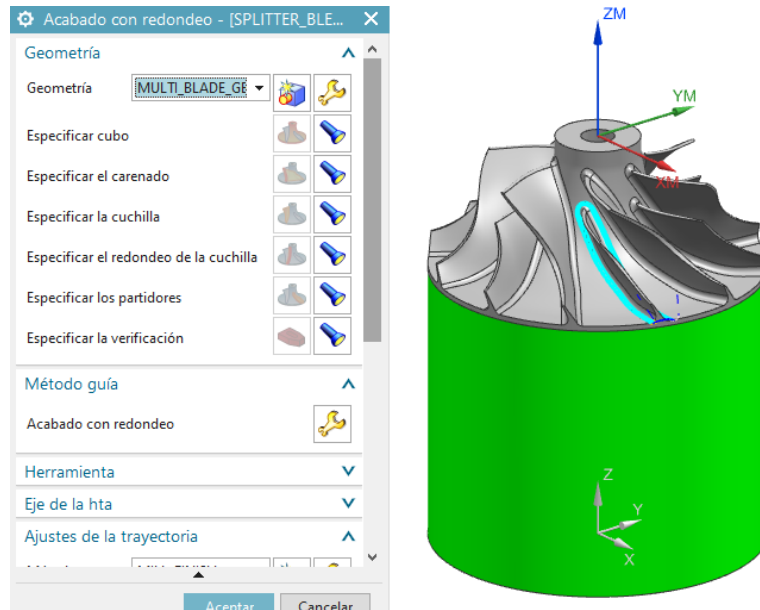 Acabado con redondeo - [SPLITTER_BLE...
Geometría
Geometría MULTI_BLADE_GE
Especificar cubo
Especificar el carenado
Especificar la cuchilla
Especificar el redondeo de la cuchilla
Especificar los partidores
Especificar la verificación
Método guía
Acabado con redondeo
Herramienta
Eje de la hta
Ajustes de la trayectoria
Aceptar Cancelar
ZM
YM
XM
Z
Y
X